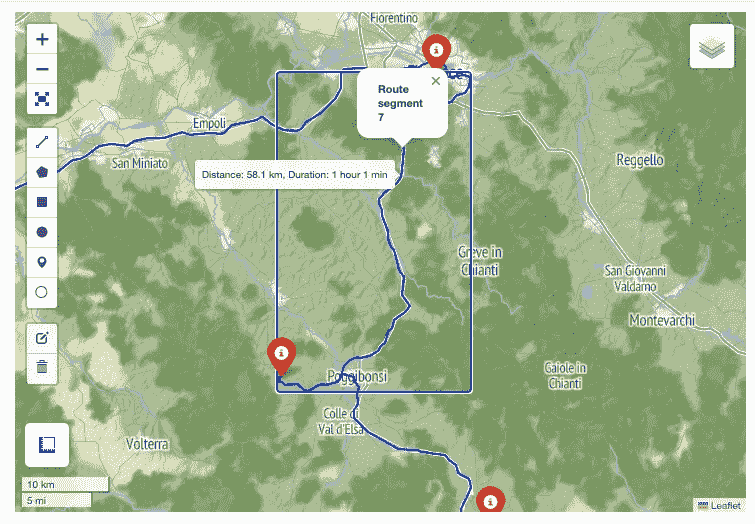 Fiorentino
+
−
×
Route
segment
7
Empoli
San Miniato
Reggello
Distance: 58.1 km, Duration: 1 hour 1 min
Greve in
Chianti
San Giovanni
Valdarno
Montevarchi
Poggibonsi
Gaiole in
Chianti
Colle d
Val d'Elsa
Volterra
10 km
5 mi
Leaflet